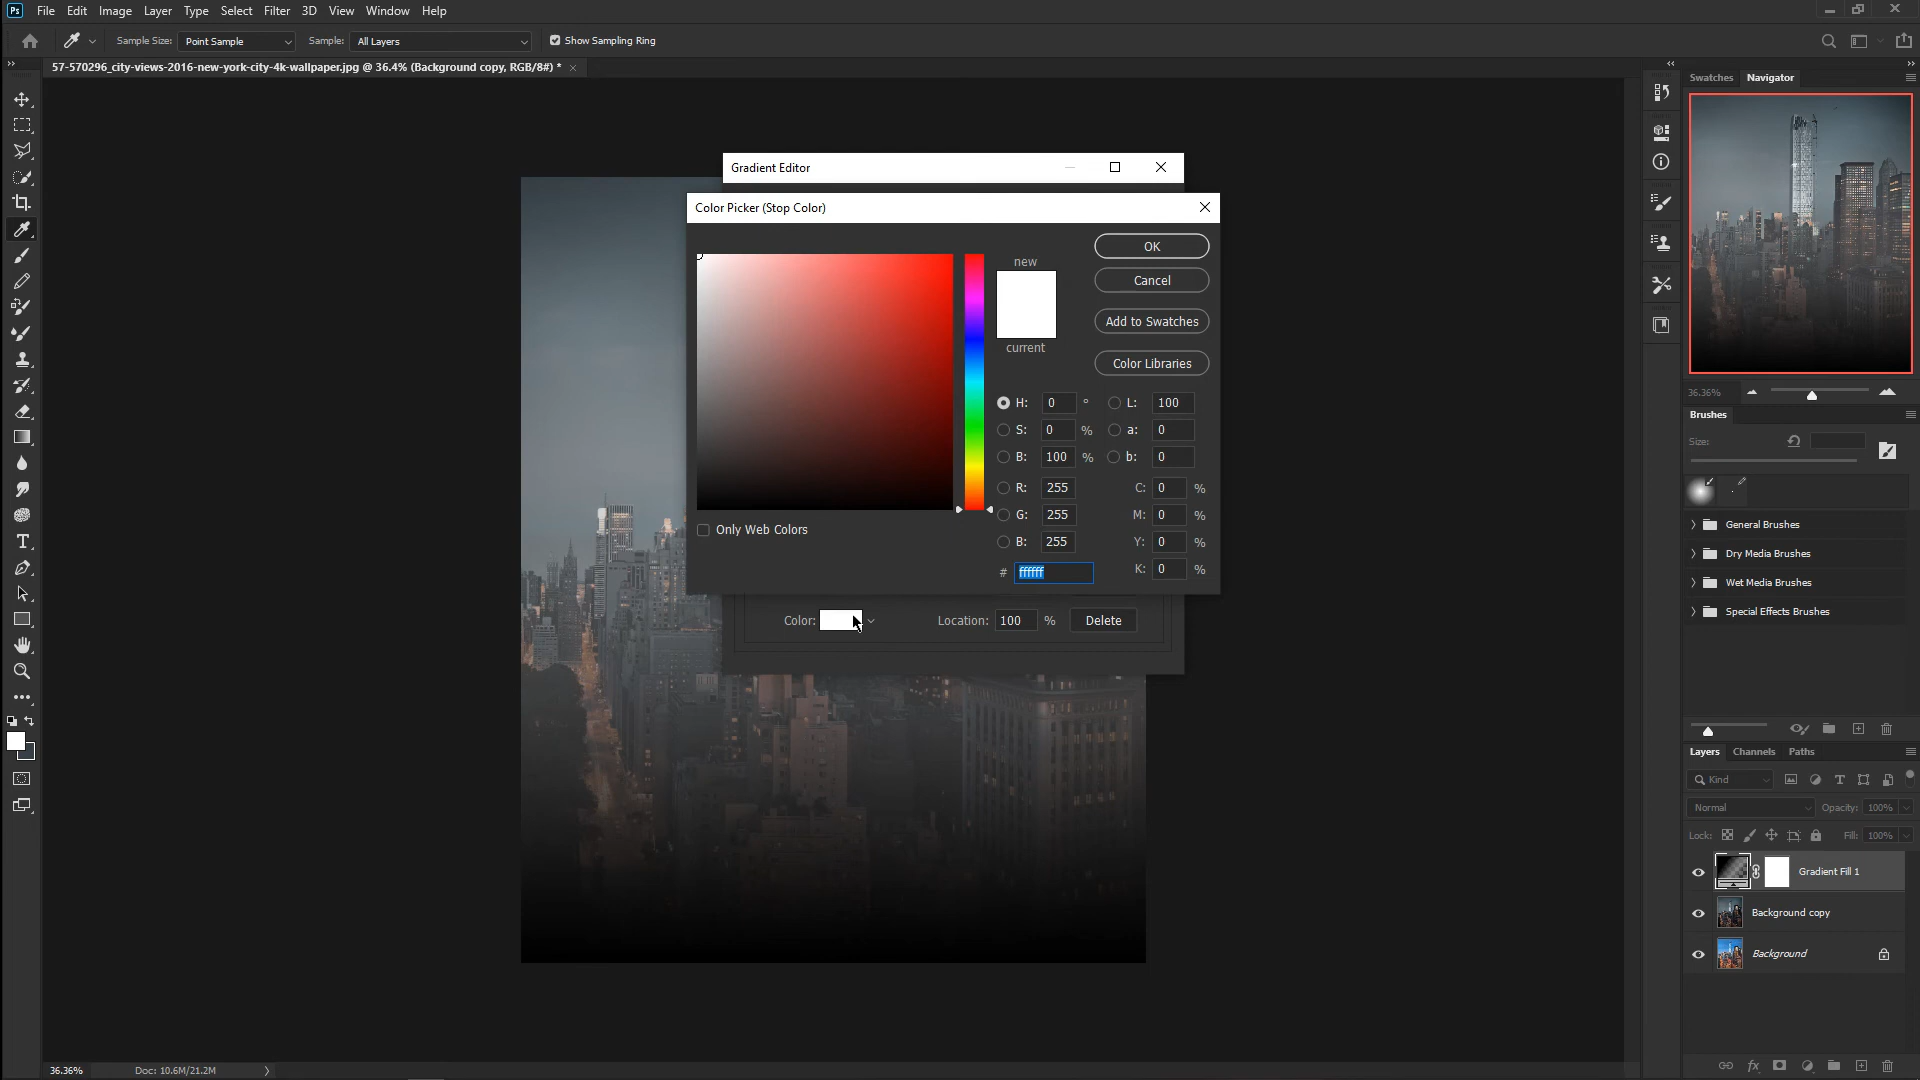 Ps File Edit Image Layer Type Select Filter 3D View Window Help
Sample Size: Point Sample Sample: All Layers Show Sampling Ring
57-570296_city-views-2016-new-york-city-4k-wallpaper.jpg @ 36.4% (Background copy, RGB/8#) *
Gradient Editor
Color Picker (Stop Color)
new
current
OK
Cancel
Add to Swatches
Color Libraries
H: 0 ° L: 100
S: 0 % a: 0
B: 100 % b: 0
R: 255 C: 0 %
G: 255 M: 0 %
B: 255 Y: 0 %
# ffffff K: 0 %
Only Web Colors
Color: Location: 100 % Delete
Swatches Navigator
36.36%
Brushes
Size:
General Brushes
Dry Media Brushes
Wet Media Brushes
Special Effects Brushes
Layers Channels Paths
Kind
Normal Opacity: 100%
Lock: Fill: 100%
Gradient Fill 1
Background copy
Background
fx
36.36% Doc: 10.6M/21.2M